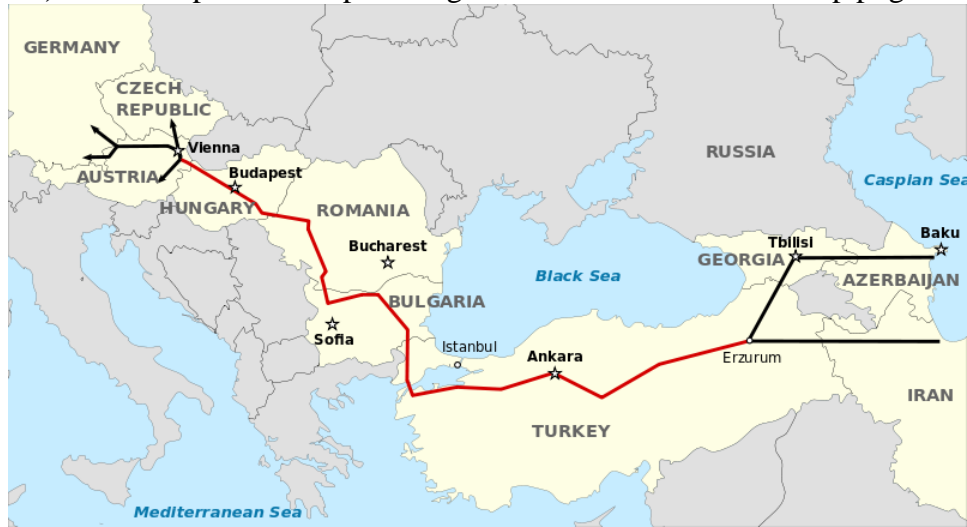 GERMANY
CZECH
REPUBLIC
Vienna
AUSTRIA
Budapest
HUNGARY
ROMANIA
Bucharest
RUSSIA
Caspian Sea
Baku
Tbilisi
GEORGIA
AZERBAIJAN
Black Sea
BULGARIA
Sofia
Istanbul
Ankara
Erzurum
IRAN
TURKEY
Mediterranean Sea